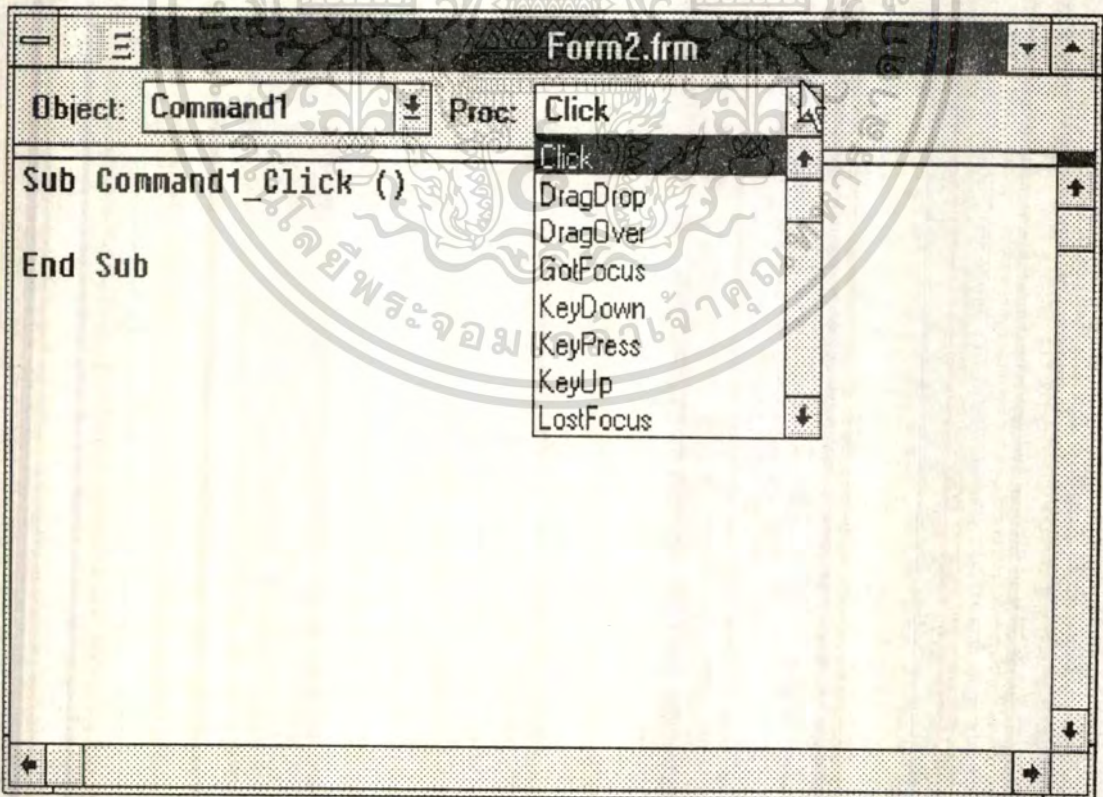 Form2.frm
Object: Command1 Proc: Click
Click
DragDrop
DragOver
GotFocus
KeyDown
KeyPress
KeyUp
LostFocus
Sub Command1_Click ()
End Sub